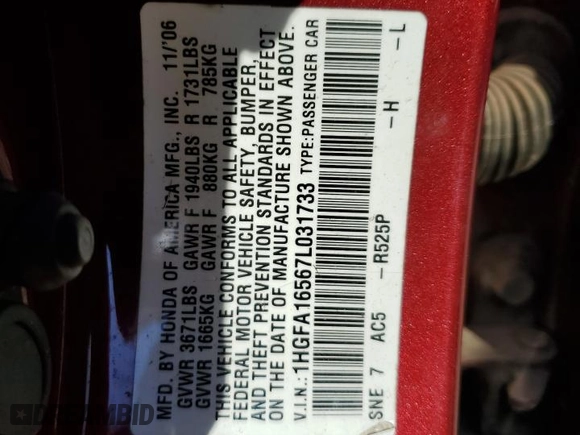 MFD. BY HONDA OF AMERICA MFG., INC. 11/'06
GVWR 3671LBS GAWR F 1940LBS R 1731LBS
GVWR 1665KG GAWR F 880KG R 785KG
THIS VEHICLE CONFORMS TO ALL APPLICABLE
FEDERAL MOTOR VEHICLE SAFETY, BUMPER,
AND THEFT PREVENTION STANDARDS IN EFFECT
ON THE DATE OF MANUFACTURE SHOWN ABOVE.
V.I.N.:1HGFA16567L031733 TYPE:PASSENGER CAR
SNE 7 AC5 -R525P -H -L